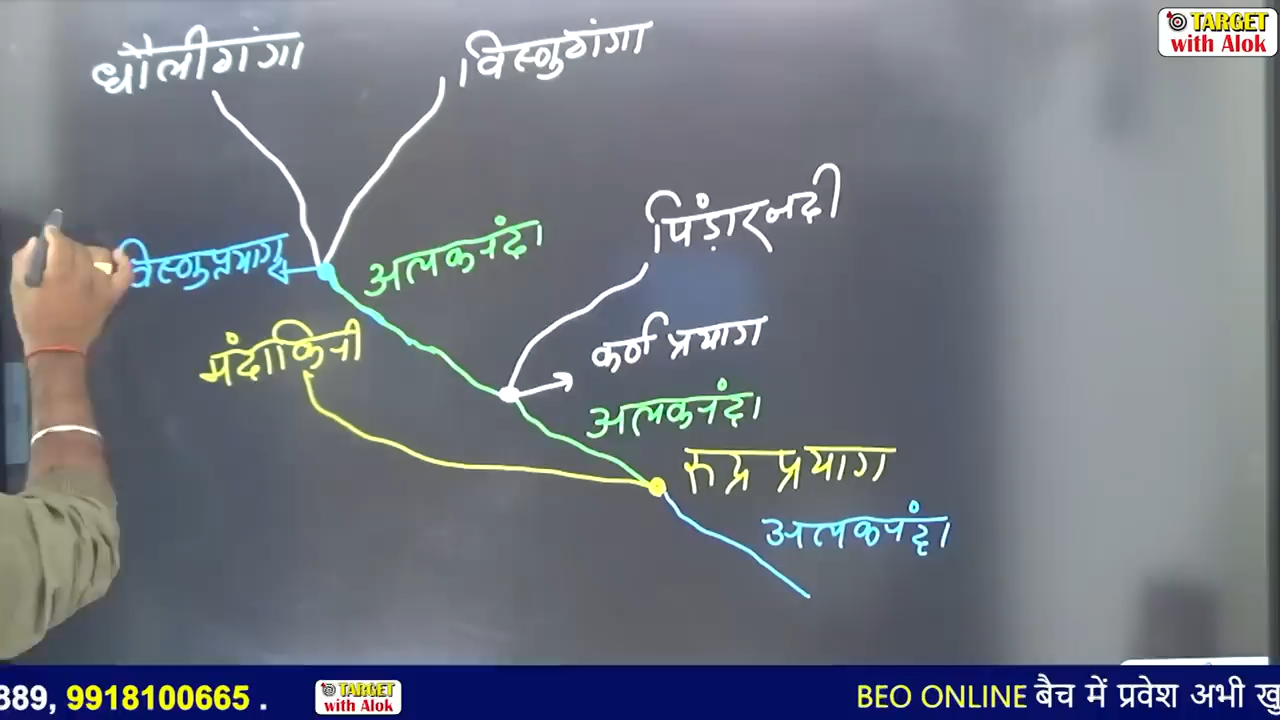 TARGET
with Alok
धौलीगंगा
विस्नुगंगा
पिंड़ारनदी
विस्नुप्रयाग
अलकनंदा
मंदाकिनी
कर्ण प्रयाग
अलकनंदा
रुद्र प्रयाग
अलकनंदा
889, 9918100665 .
TARGET
with Alok
BEO ONLINE बैच में प्रवेश अभी खु